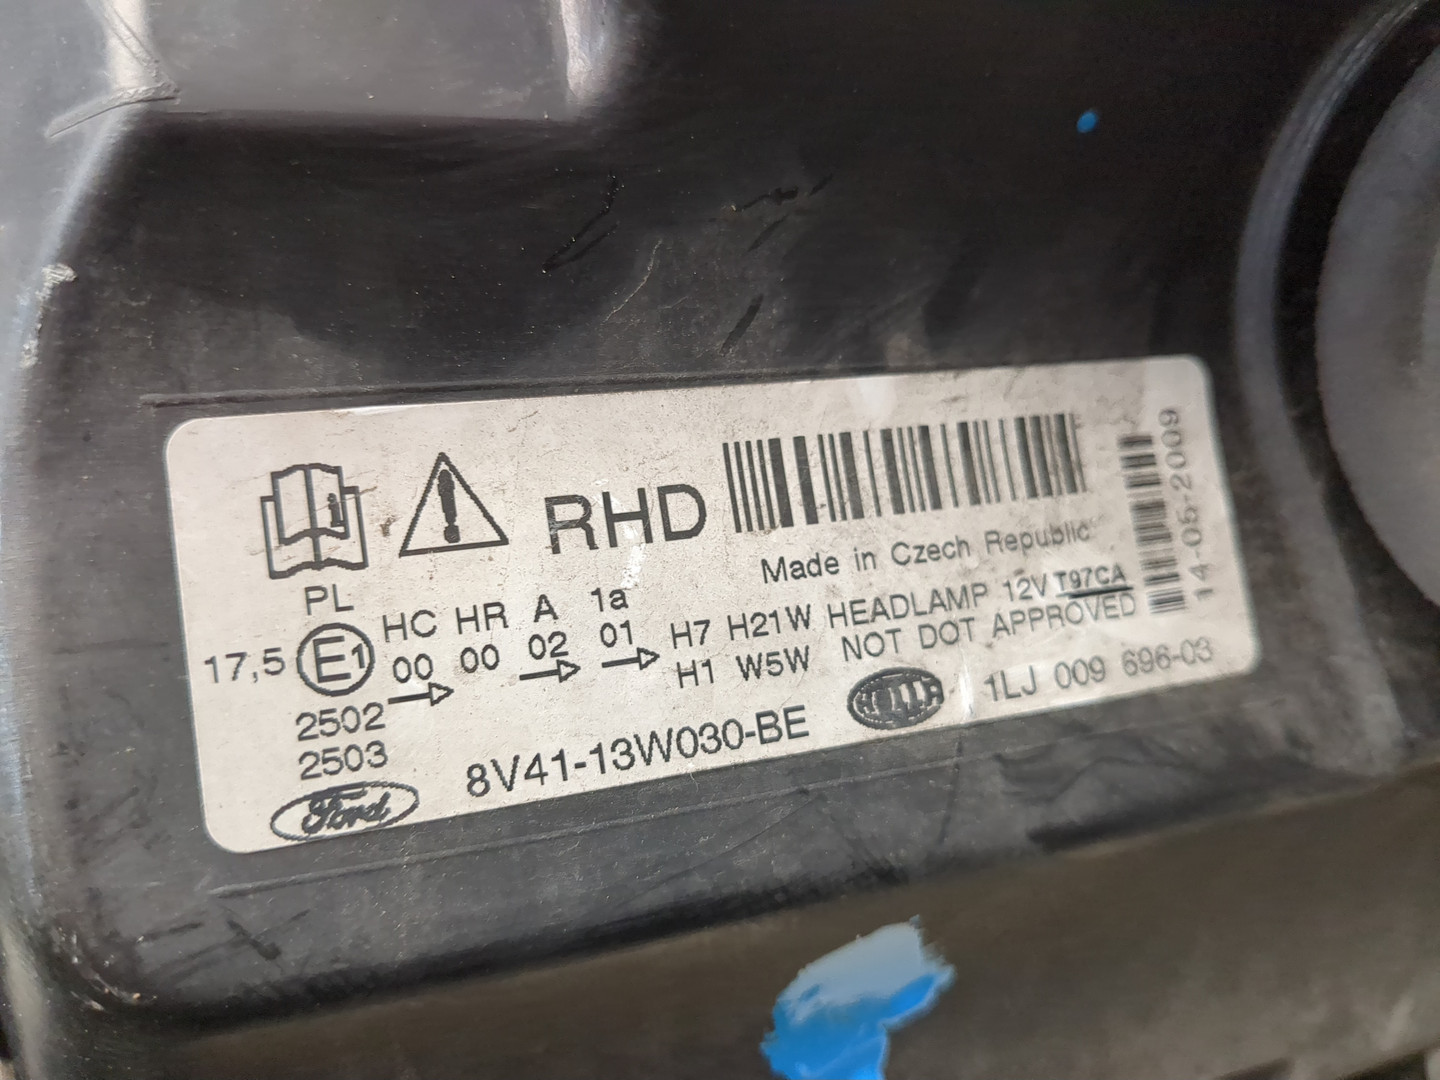 RHD
Made in Czech Republic
14-05-2009
PL HC HR A 1a
17,5 E1 00 00 02 01
H7 H21W HEADLAMP 12V T97CA
H1 W5W NOT DOT APPROVED
2502
2503
HELLA 1LJ 009 696-03
Ford 8V41-13W030-BE